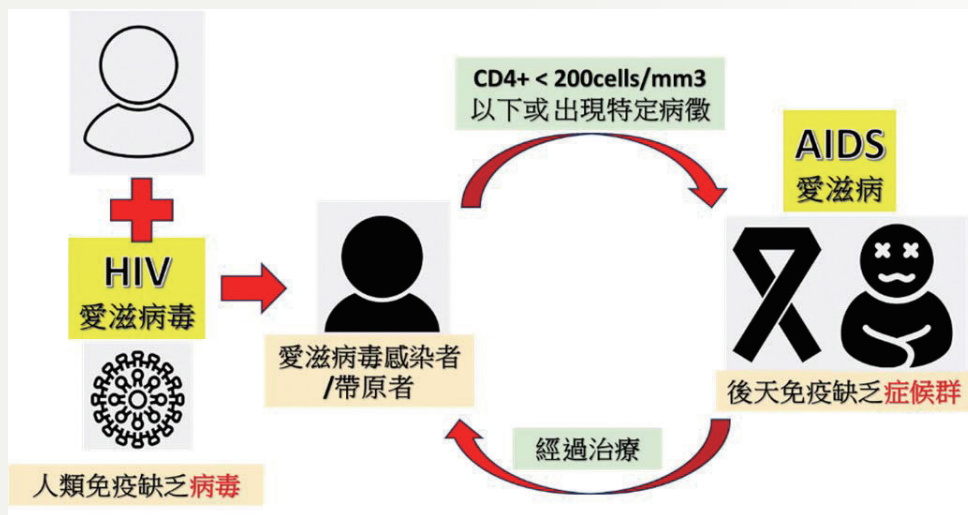 HIV
愛滋病毒
人類免疫缺乏病毒
愛滋病毒感染者
/帶原者
CD4+ < 200cells/mm3
以下或 出現特定病徵
AIDS
愛滋病
後天免疫缺乏症候群
經過治療